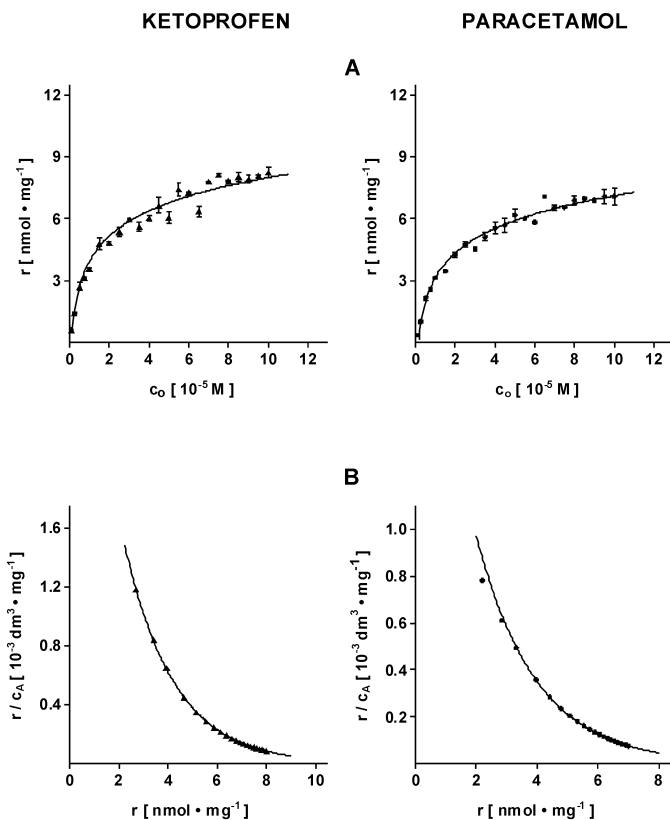 KETOPROFEN
PARACETAMOL
A
r [ nmol • mg⁻¹ ]
12
9
6
3
0 2 4 6 8 10 12
c₀ [ 10⁻⁵ M ]
r [ nmol • mg⁻¹ ]
12
9
6
3
0 2 4 6 8 10 12
c₀ [ 10⁻⁵ M ]
B
r / c_A [ 10⁻³ dm³ • mg⁻¹ ]
1.6
1.2
0.8
0.4
0 2 4 6 8 10
r [ nmol • mg⁻¹ ]
r / c_A [ 10⁻³ dm³ • mg⁻¹ ]
1.0
0.8
0.6
0.4
0.2
0 2 4 6 8
r [ nmol • mg⁻¹ ]